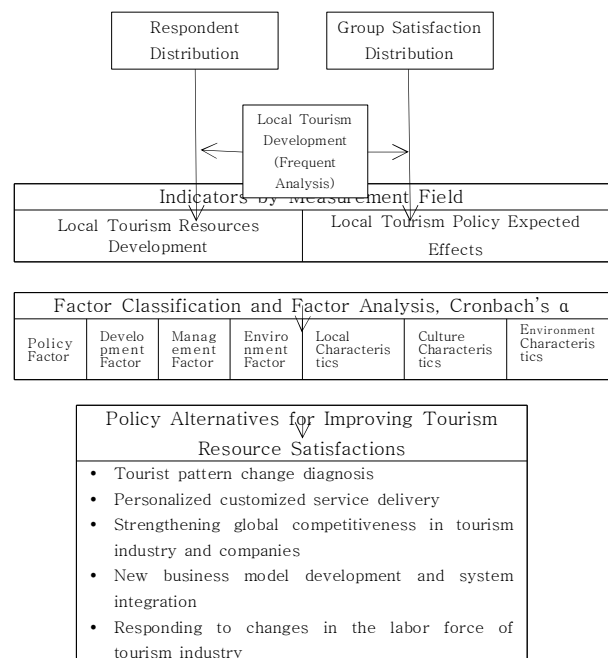 Respondent
Distribution
Group Satisfaction
Distribution
Local Tourism
Development
(Frequent
Analysis)
Indicators by Measurement Field
Local Tourism Resources
Development
Local Tourism Policy Expected
Effects
Factor Classification and Factor Analysis, Cronbach's α
Policy
Factor
Develo
pment
Factor
Manag
ement
Factor
Enviro
nment
Factor
Local
Characteris
tics
Culture
Characteris
tics
Environment
Characteris
tics
Policy Alternatives for Improving Tourism
Resource Satisfactions
• Tourist pattern change diagnosis
• Personalized customized service delivery
• Strengthening global competitiveness in tourism
industry and companies
• New business model development and system
integration
• Responding to changes in the labor force of
tourism industry